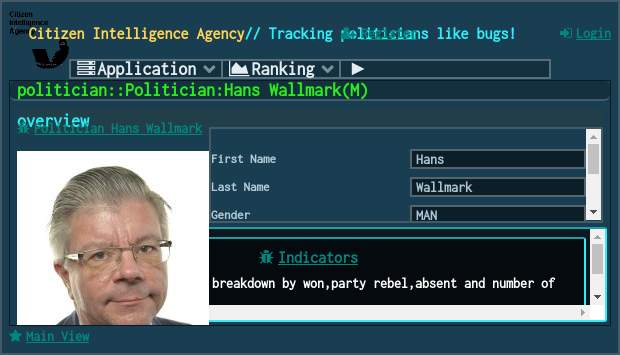 Citizen
Intelligence
Agency
Citizen Intelligence Agency// Tracking politicians like bugs!
Register
Login
Application
Ranking
politician::Politician:Hans Wallmark(M)
overview
Politician Hans Wallmark
First Name Hans
Last Name Wallmark
Gender MAN
Indicators
breakdown by won,party rebel,absent and number of
Main View